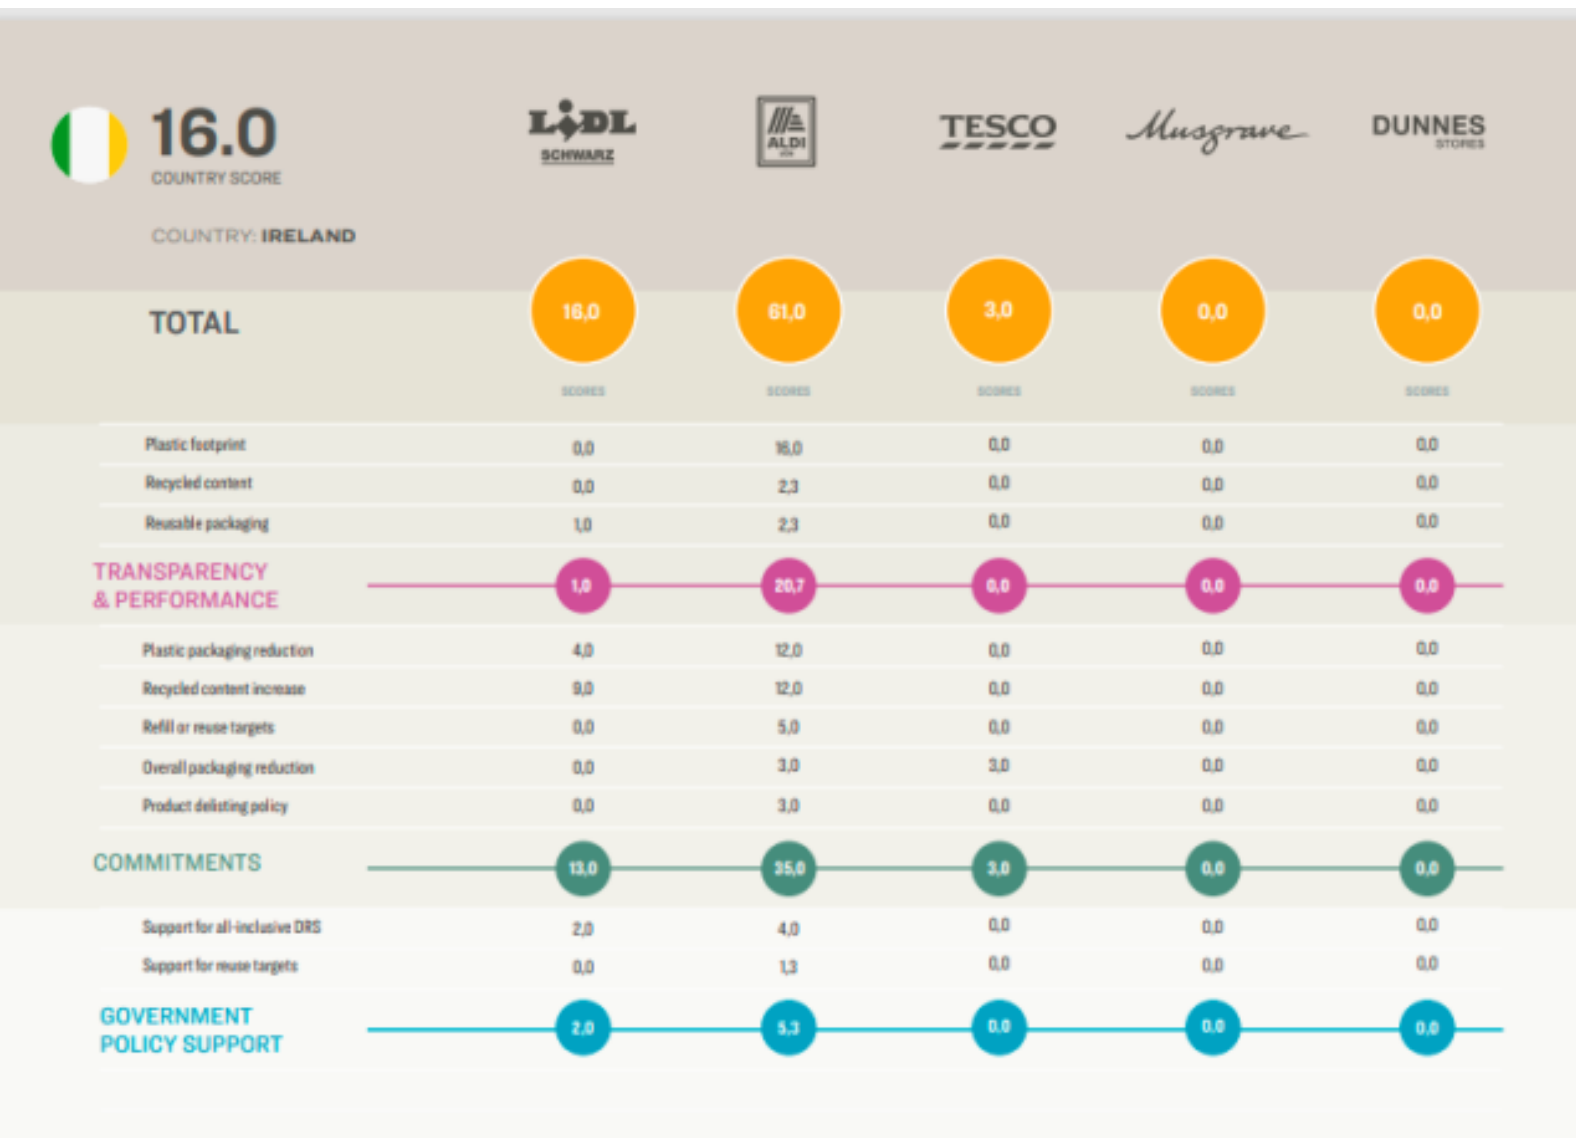 16.0
COUNTRY SCORE
COUNTRY: IRELAND
LIDL
SCHWARZ
ALDI
TESCO
Musgrave
DUNNES
STORES
TOTAL 16,0 61,0 3,0 0,0 0,0
SCORES SCORES SCORES SCORES SCORES
Plastic footprint 0,0 16,0 0,0 0,0 0,0
Recycled content 0,0 2,3 0,0 0,0 0,0
Reusable packaging 1,0 2,3 0,0 0,0 0,0
TRANSPARENCY
& PERFORMANCE 1,0 20,7 0,0 0,0 0,0
Plastic packaging reduction 4,0 12,0 0,0 0,0 0,0
Recycled content increase 9,0 12,0 0,0 0,0 0,0
Refill or reuse targets 0,0 5,0 0,0 0,0 0,0
Overall packaging reduction 0,0 3,0 3,0 0,0 0,0
Product delisting policy 0,0 3,0 0,0 0,0 0,0
COMMITMENTS 13,0 35,0 3,0 0,0 0,0
Support for all-inclusive DRS 2,0 4,0 0,0 0,0 0,0
Support for reuse targets 0,0 1,3 0,0 0,0 0,0
GOVERNMENT
POLICY SUPPORT 2,0 5,3 0,0 0,0 0,0